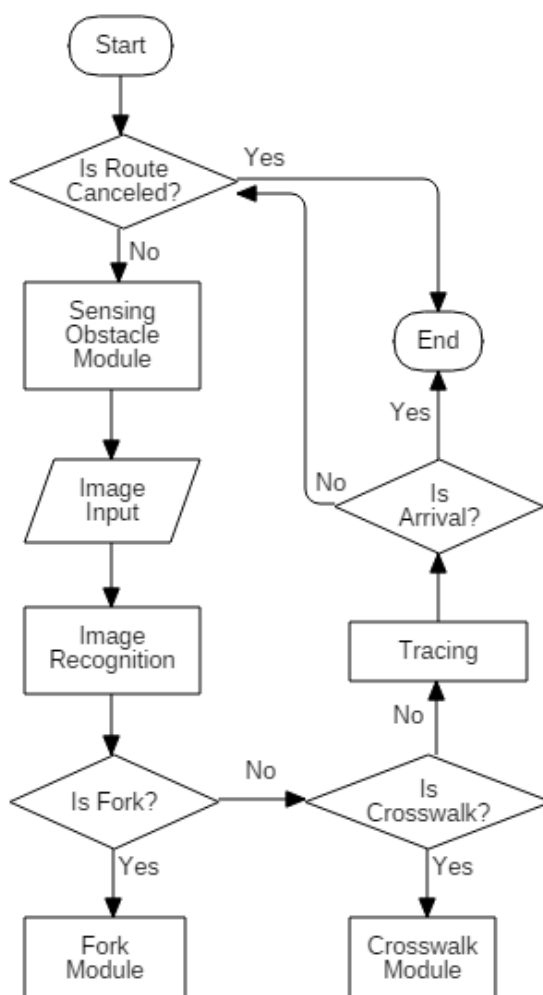 Start
Is Route
Canceled?
Yes
No
Sensing
Obstacle
Module
End
Yes
Image
Input
No
Is
Arrival?
Image
Recognition
Tracing
No
Is Fork?
No
Is
Crosswalk?
Yes
Yes
Fork
Module
Crosswalk
Module